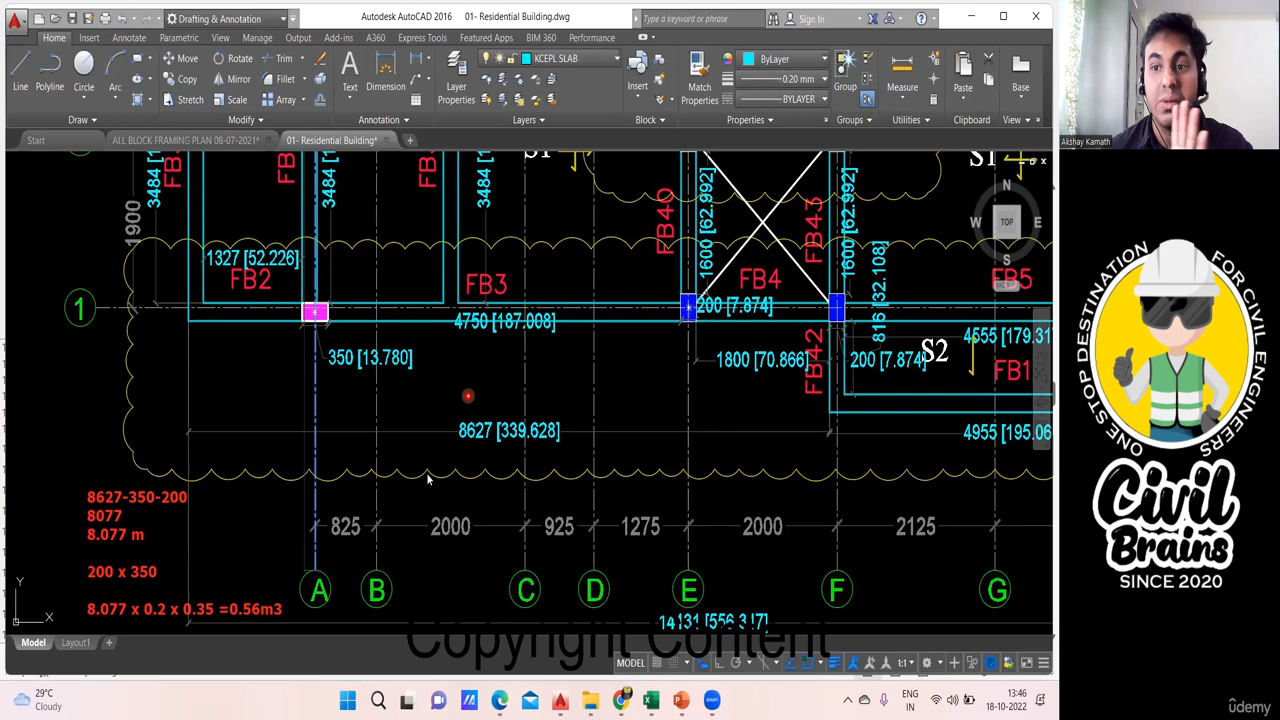 Drafting & Annotation
Autodesk AutoCAD 2016 01- Residential Building.dwg
Type a keyword or phrase
Sign In
Home Insert Annotate Parametric View Manage Output Add-ins A360 Express Tools Featured Apps BIM 360 Performance
Line Polyline Circle Arc
Move Rotate Trim
Copy Mirror Fillet
Stretch Scale Array
Text Dimension
Layer Properties
KCEPL SLAB
Insert
Match Properties
ByLayer
0.20 mm
BYLAYER
Group Measure Paste Base
Draw Modify Annotation Layers Block Properties Groups Utilities Clipboard View
Start ALL BLOCK FRAMING PLAN 08-07-2021* 01- Residential Building*
Akshay Kamath
S1
S1
3484
3484
3484
1900
FB40
1600 [62.992]
FB43
1600 [62.992]
N
W TOP E
S
WCS
1327 [52.226]
FB2
FB3
FB4
FB5
816 [32.108]
1
200 [7.874]
4750 [187.008]
350 [13.780]
1800 [70.866]
FB42
200 [7.874]
S2
4555 [179.31
FB1
8627 [339.628]
4955 [195.06
8627-350-200
8077
8.077 m
200 x 350
8.077 x 0.2 x 0.35 =0.56m3
825 2000 925 1275 2000 2125
A B C D E F G
Y
X
Copyright Content
Model Layout1
MODEL
1:1
29°C
Cloudy
ENG
IN
13:46
18-10-2022
ONE STOP DESTINATION FOR CIVIL ENGINEERS
Civil
Brains
SINCE 2020
ûdemy